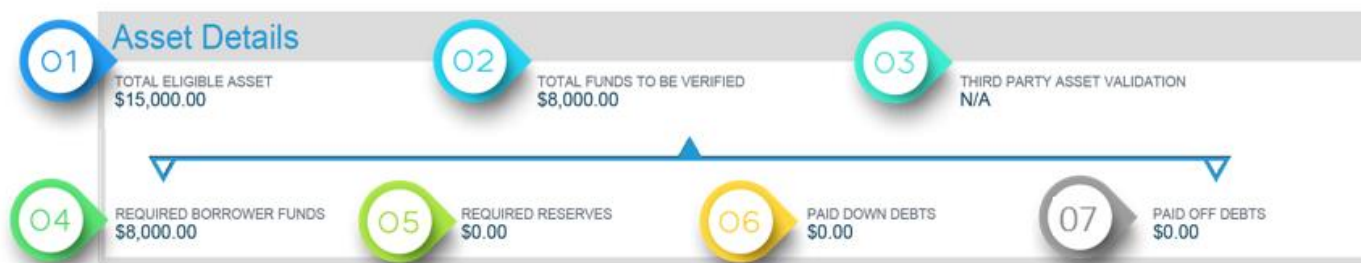 Asset Details
01
TOTAL ELIGIBLE ASSET
$15,000.00
02
TOTAL FUNDS TO BE VERIFIED
$8,000.00
03
THIRD PARTY ASSET VALIDATION
N/A
04
REQUIRED BORROWER FUNDS
$8,000.00
05
REQUIRED RESERVES
$0.00
06
PAID DOWN DEBTS
$0.00
07
PAID OFF DEBTS
$0.00